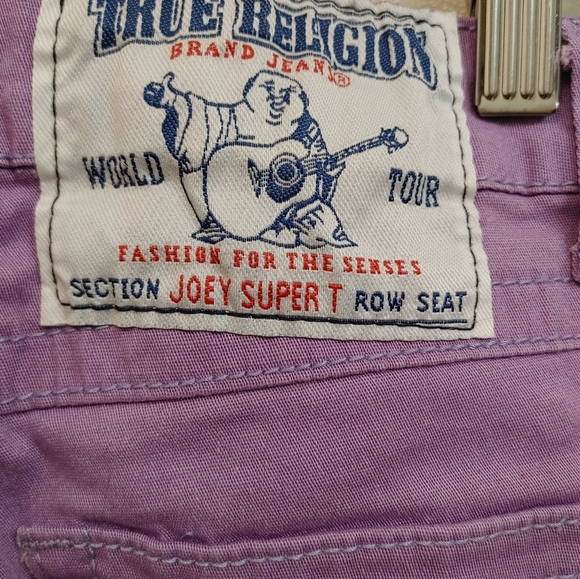 TRUE RELIGION
BRAND JEANS®
WORLD TOUR
FASHION FOR THE SENSES
SECTION JOEY SUPER T ROW SEAT